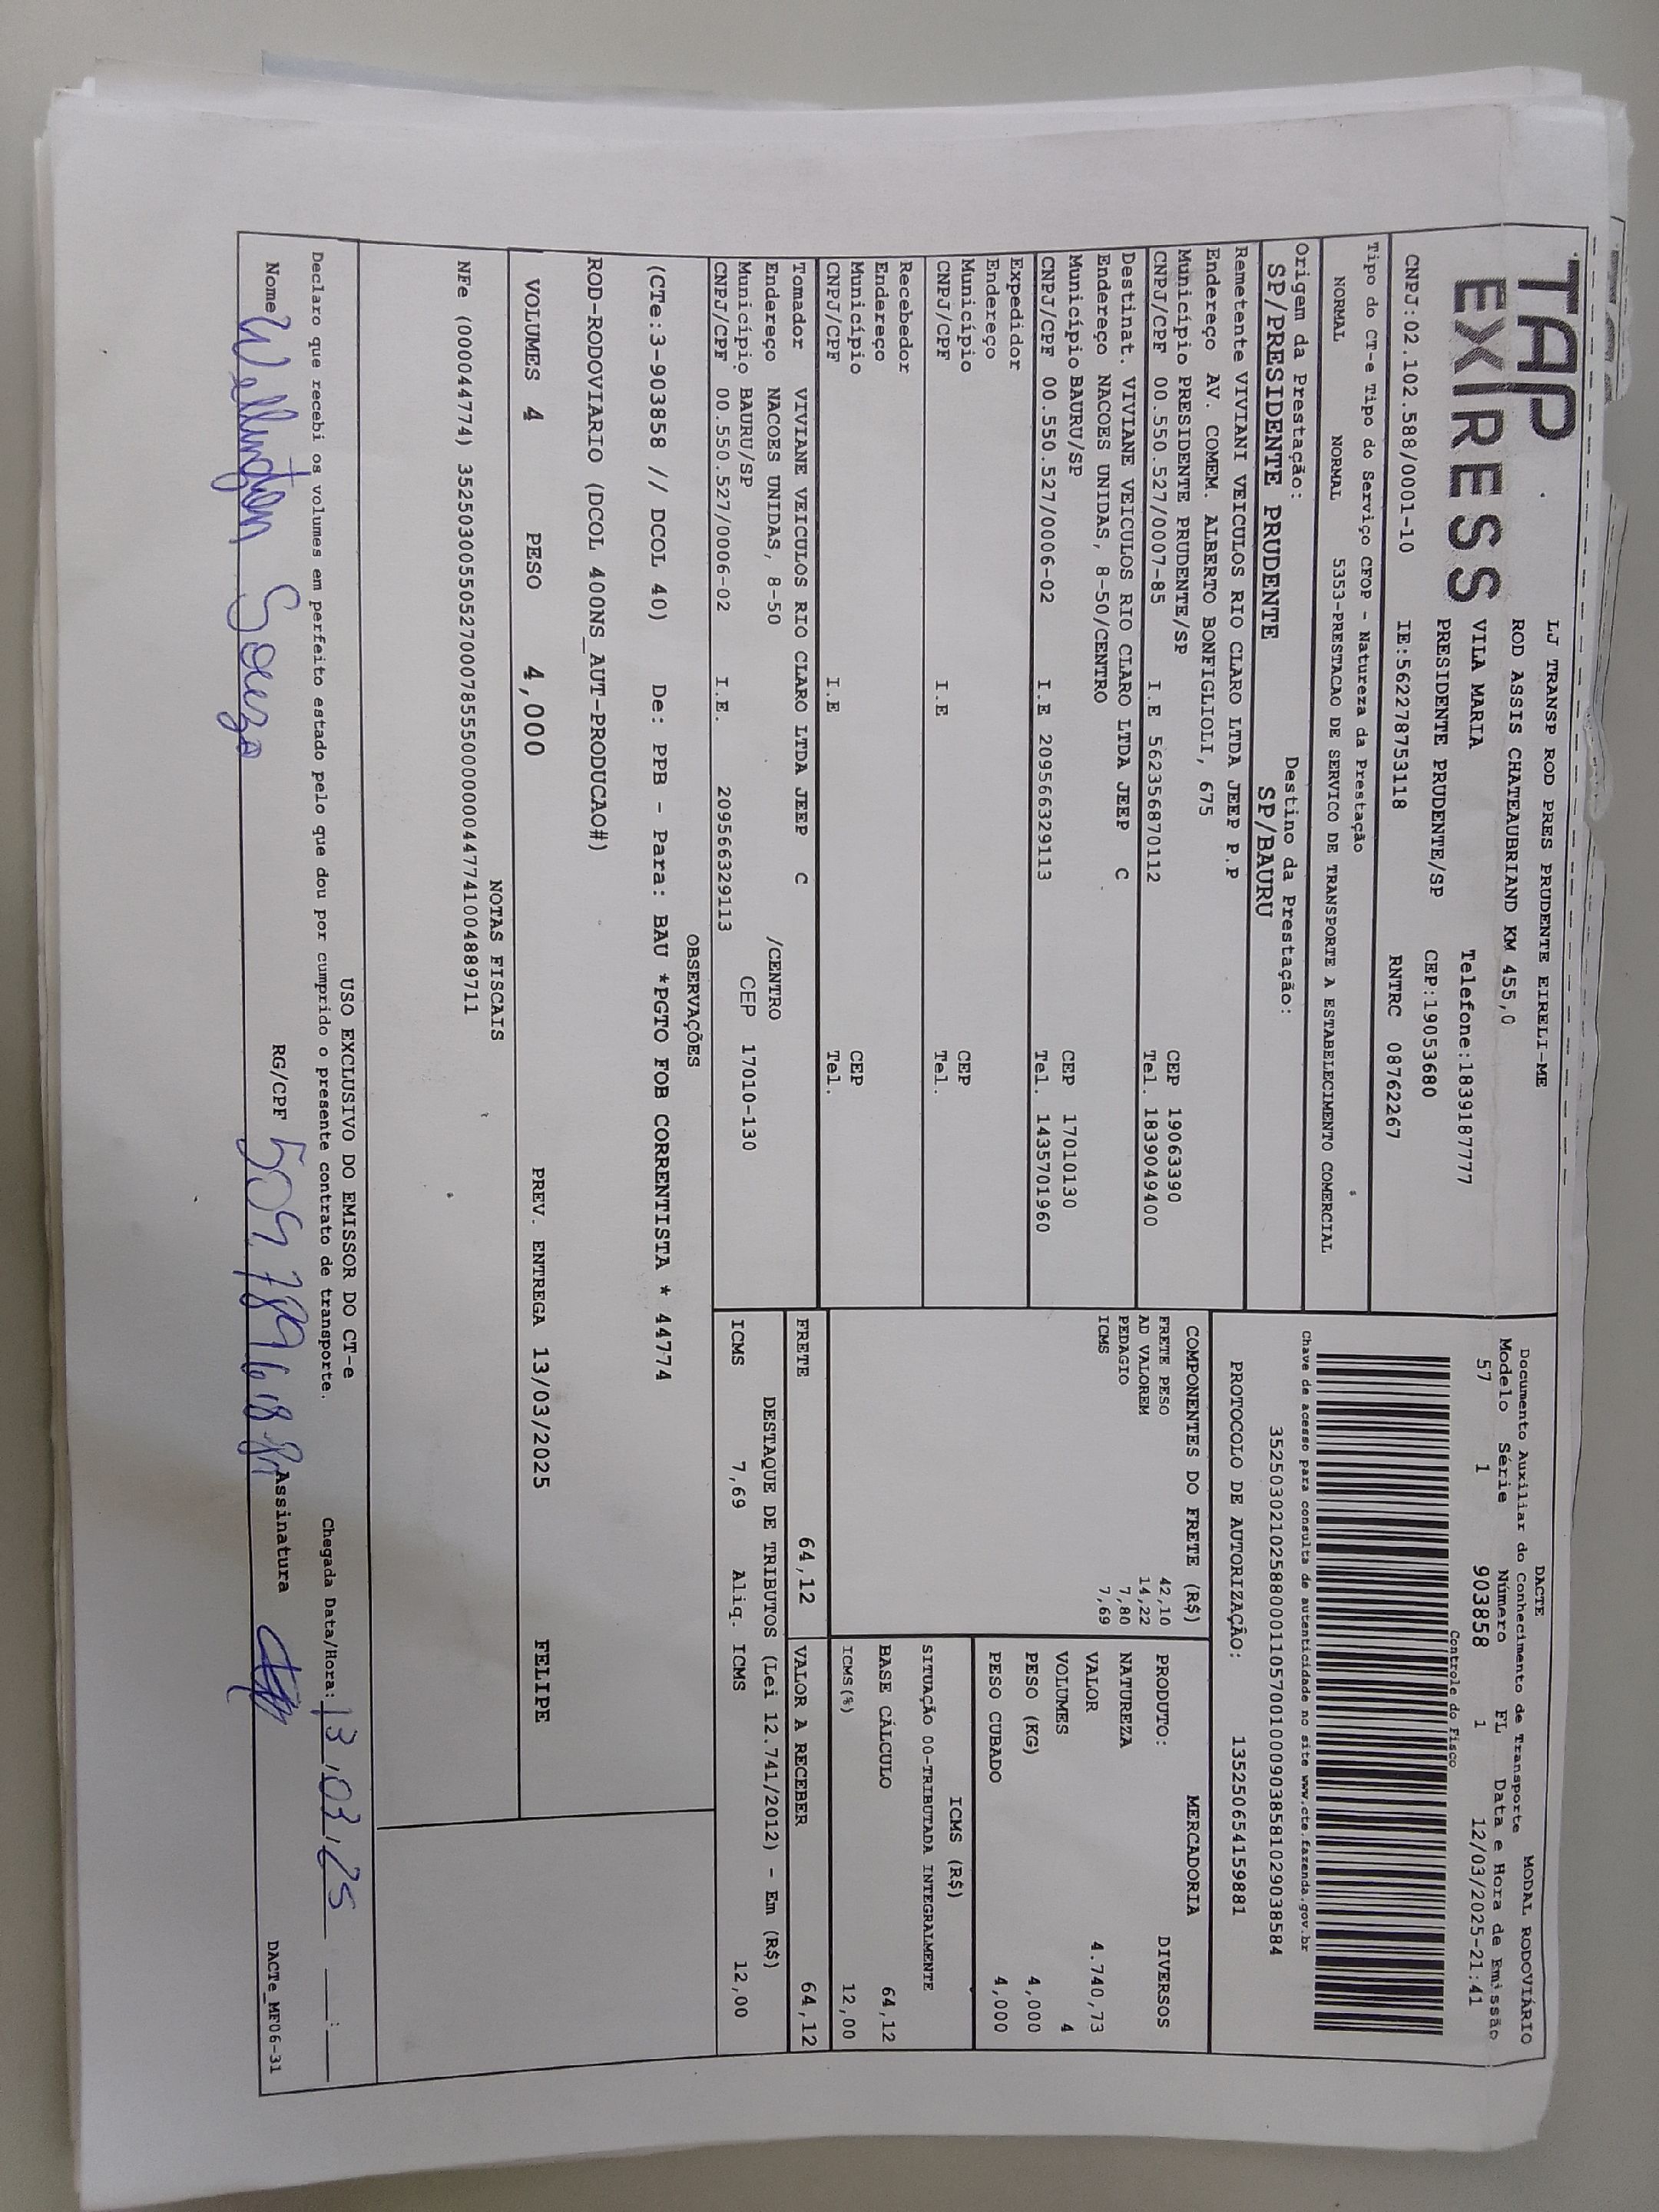 TAP
EXPRESS
LJ TRANSP ROD PRES PRUDENTE EIRELI-ME
ROD ASSIS CHATEAUBRIAND KM 455,0
VILA MARIA Telefone:1839187777
PRESIDENTE PRUDENTE/SP CEP:19053680
CNPJ:02.102.588/0001-10 IE:562278753118 RNTRC 08762267
Tipo do CT-e Tipo do Serviço CFOP - Natureza da Prestação
NORMAL NORMAL 5353-PRESTACAO DE SERVICO DE TRANSPORTE A ESTABELECIMENTO COMERCIAL
Origem da Prestação: Destino da Prestação:
SP/PRESIDENTE PRUDENTE SP/BAURU
DACTE MODAL RODOVIÁRIO
Documento Auxiliar do Conhecimento de Transporte
Modelo Série Número FL Data e Hora de Emissão
57 1 903858 1 12/03/2025-21:41
Controle do Fisco
Chave de acesso para consulta de autenticidade no site www.cte.fazenda.gov.br
35250302102588000110570010009038581029038584
PROTOCOLO DE AUTORIZAÇÃO: 135250654159881
Remetente VIVIANI VEICULOS RIO CLARO LTDA JEEP P.P
Endereço AV. COMEM. ALBERTO BONFIGLIOLI, 675
Município PRESIDENTE PRUDENTE/SP CEP 19063390
CNPJ/CPF 00.550.527/0007-85 I.E 562356870112 Tel. 1839049400
Destinat. VIVIANE VEICULOS RIO CLARO LTDA JEEP C
Endereço NACOES UNIDAS, 8-50/CENTRO
Município BAURU/SP CEP 17010130
CNPJ/CPF 00.550.527/0006-02 I.E 209566329113 Tel. 1435701960
Expedidor
Endereço
Município CEP
CNPJ/CPF I.E Tel.
Recebedor
Endereço
Município CEP
CNPJ/CPF I.E Tel.
Tomador VIVIANE VEICULOS RIO CLARO LTDA JEEP C
Endereço NACOES UNIDAS, 8-50 /CENTRO
Município BAURU/SP CEP 17010-130
CNPJ/CPF 00.550.527/0006-02 I.E. 209566329113
COMPONENTES DO FRETE (R$)
FRETE PESO 42,10
AD VALOREM 14,22
PEDAGIO 7,80
ICMS 7,69
MERCADORIA
PRODUTO: DIVERSOS
NATUREZA
VALOR 4.740,73
VOLUMES 4
PESO (KG) 4,000
PESO CUBADO 4,000
ICMS (R$)
SITUAÇÃO 00-TRIBUTADA INTEGRALMENTE
BASE CÁLCULO 64,12
ICMS(%) 12,00
FRETE 64,12 VALOR A RECEBER 64,12
DESTAQUE DE TRIBUTOS (Lei 12.741/2012) - Em (R$)
ICMS 7,69 Aliq. ICMS 12,00
OBSERVAÇÕES
(CTe:3-903858 // DCOL 40) De: PPB - Para: BAU *PGTO FOB CORRENTISTA * 44774
ROD-RODOVIARIO (DCOL 400NS_AUT-PRODUCAO#)
VOLUMES 4 PESO 4,000 PREV. ENTREGA 13/03/2025 FELIPE
NOTAS FISCAIS
NFe (000044774) 35250300550527000785550000000447741004889711
USO EXCLUSIVO DO EMISSOR DO CT-e
Declaro que recebi os volumes em perfeito estado pelo que dou por cumprido o presente contrato de transporte. Chegada Data/Hora: 13,03,25 __:__
Nome Wellington Souza RG/CPF Assinatura DACTe_MF06-31